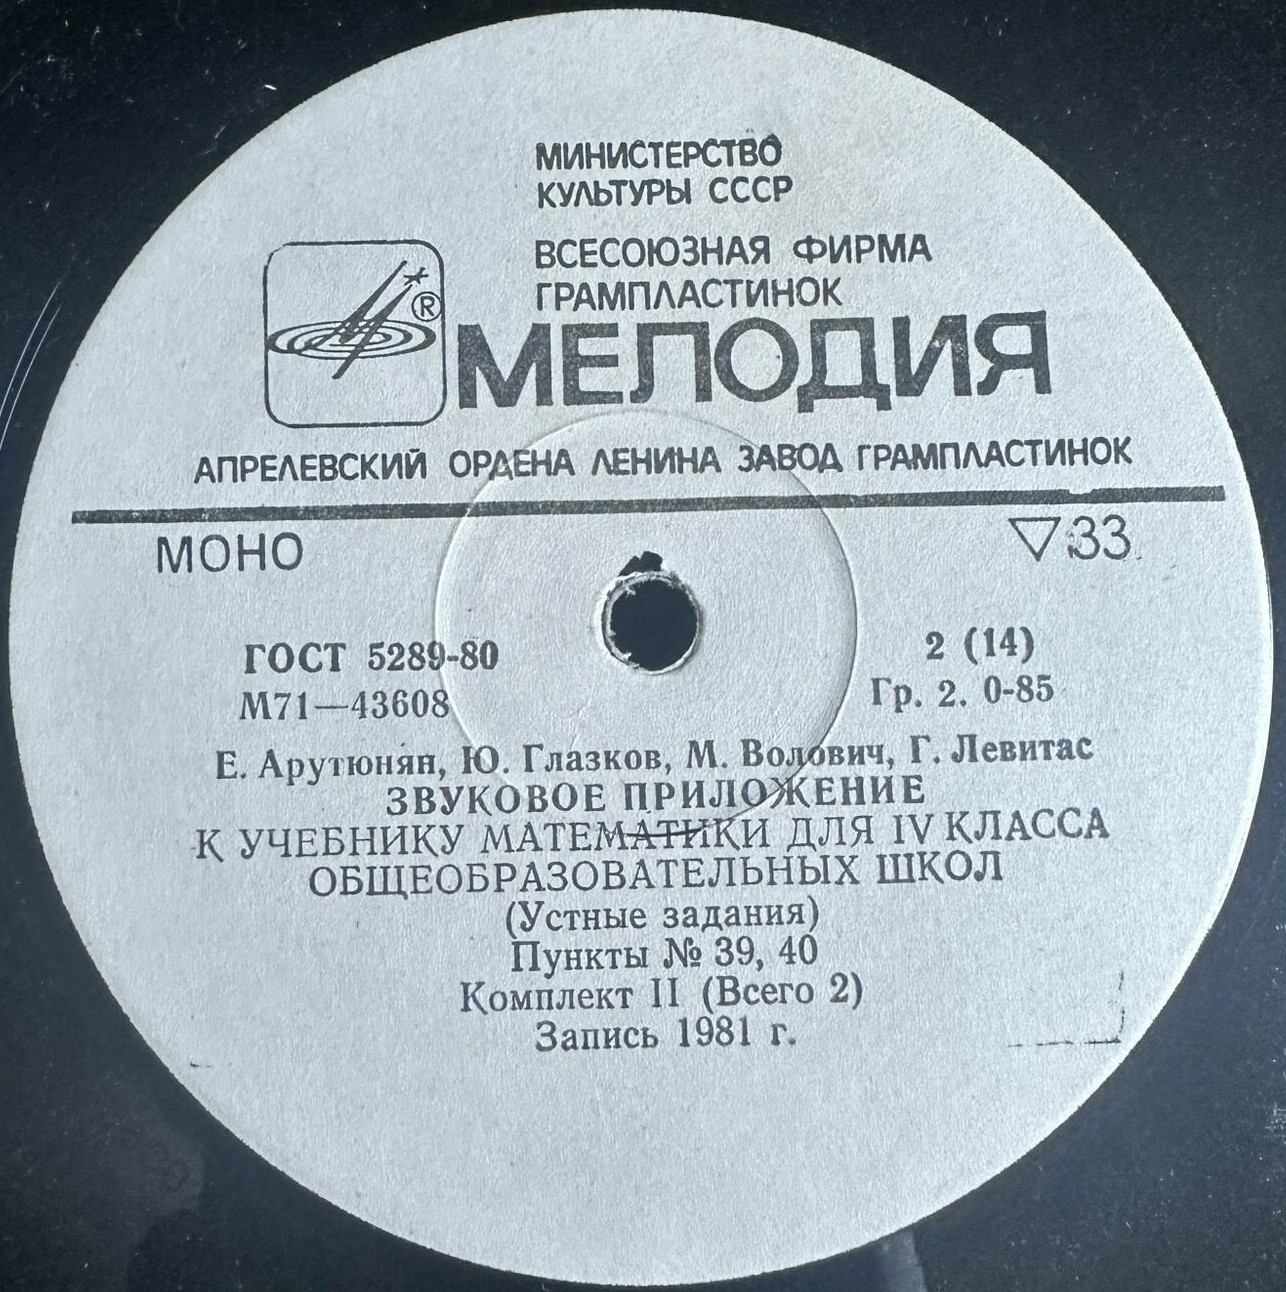 МИНИСТЕРСТВО
КУЛЬТУРЫ СССР
ВСЕСОЮЗНАЯ ФИРМА
ГРАМПЛАСТИНОК
®
МЕЛОДИЯ
АПРЕЛЕВСКИЙ ОРДЕНА ЛЕНИНА ЗАВОД ГРАМПЛАСТИНОК
МОНО
▽33
ГОСТ 5289-80
2 (14)
М71—43608
Гр. 2. 0-85
Е. Арутюнян, Ю. Глазков, М. Волович, Г. Левитас
ЗВУКОВОЕ ПРИЛОЖЕНИЕ
К УЧЕБНИКУ МАТЕМАТИКИ ДЛЯ IV КЛАССА
ОБЩЕОБРАЗОВАТЕЛЬНЫХ ШКОЛ
(Устные задания)
Пункты № 39, 40
Комплект II (Всего 2)
Запись 1981 г.